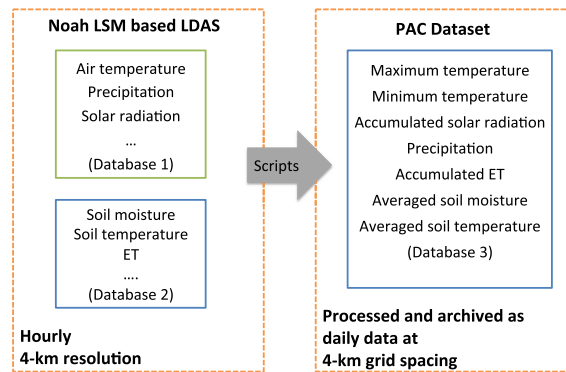 Noah LSM based LDAS
Air temperature
Precipitation
Solar radiation
...
(Database 1)
Soil moisture
Soil temperature
ET
....
(Database 2)
Hourly
4-km resolution
Scripts
PAC Dataset
Maximum temperature
Minimum temperature
Accumulated solar radiation
Precipitation
Accumulated ET
Averaged soil moisture
Averaged soil temperature
(Database 3)
Processed and archived as
daily data at
4-km grid spacing